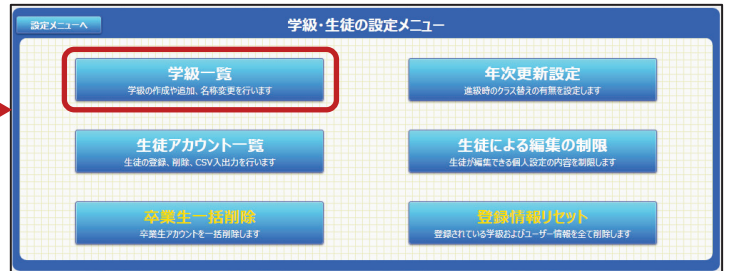 設定メニューへ
学級・生徒の設定メニュー
学級一覧
学級の作成や追加、名称変更を行います
年次更新設定
進級時のクラス替えの有無を設定します
生徒アカウント一覧
生徒の登録、削除、CSV入出力を行います
生徒による編集の制限
生徒が編集できる個人設定の内容を制限します
卒業生一括削除
卒業生アカウントを一括削除します
登録情報リセット
登録されている学級およびユーザー情報を全て削除します